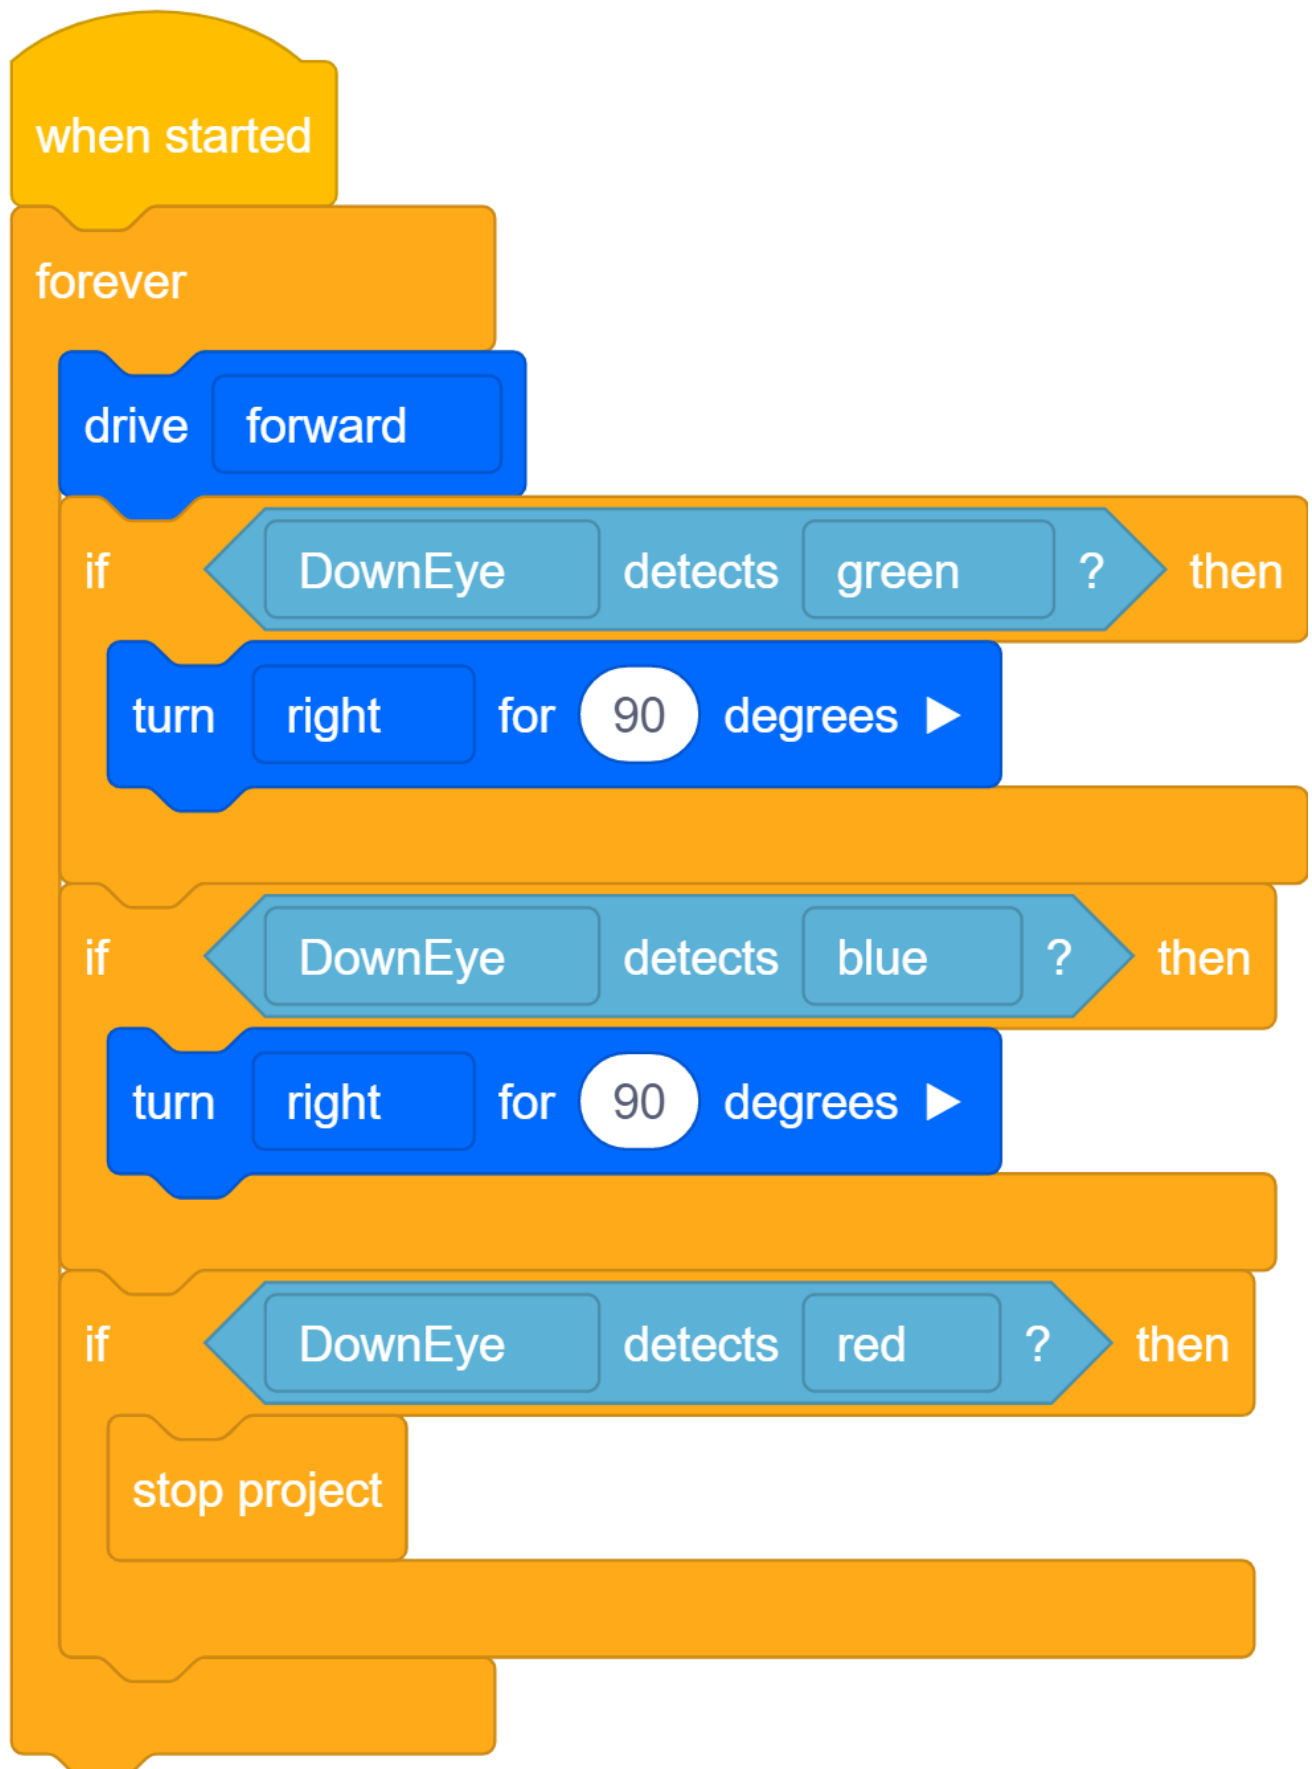 when started
forever
drive forward
if DownEye detects green ? then
turn right for 90 degrees
if DownEye detects blue ? then
turn right for 90 degrees
if DownEye detects red ? then
stop project